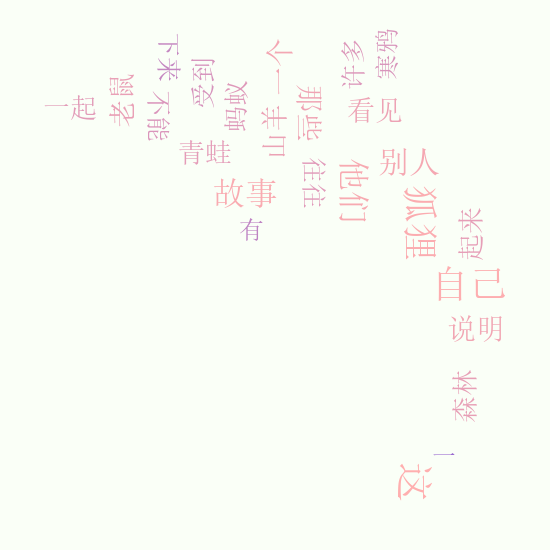 下来
受到
一个
许多
寒鸦
一起
老鼠
不能
蚂蚁
山羊
那些
看见
青蛙
往往
他们
别人
故事
狐狸
有
起来
自己
说明
森林
一
这